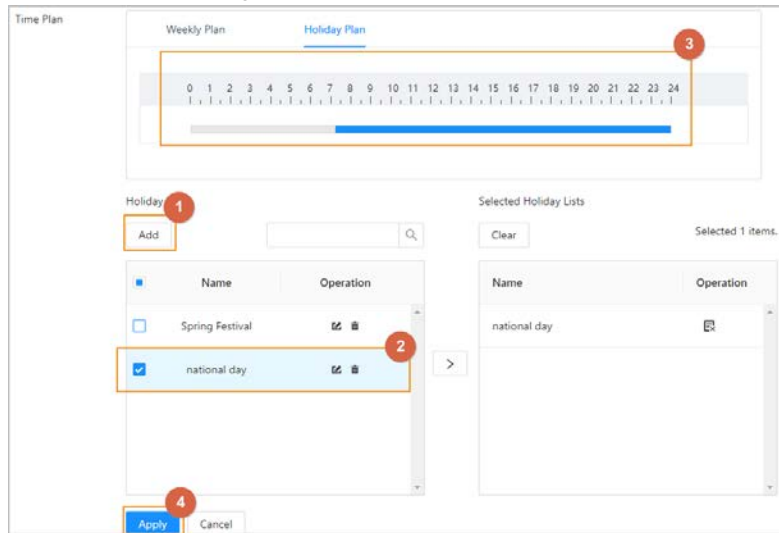 Time Plan
Weekly Plan Holiday Plan
3
0 1 2 3 4 5 6 7 8 9 10 11 12 13 14 15 16 17 18 19 20 21 22 23 24
Holiday 1 Selected Holiday Lists
Add Clear Selected 1 items.
Name Operation Name Operation
Spring Festival national day
2
national day >
4
Apply Cancel